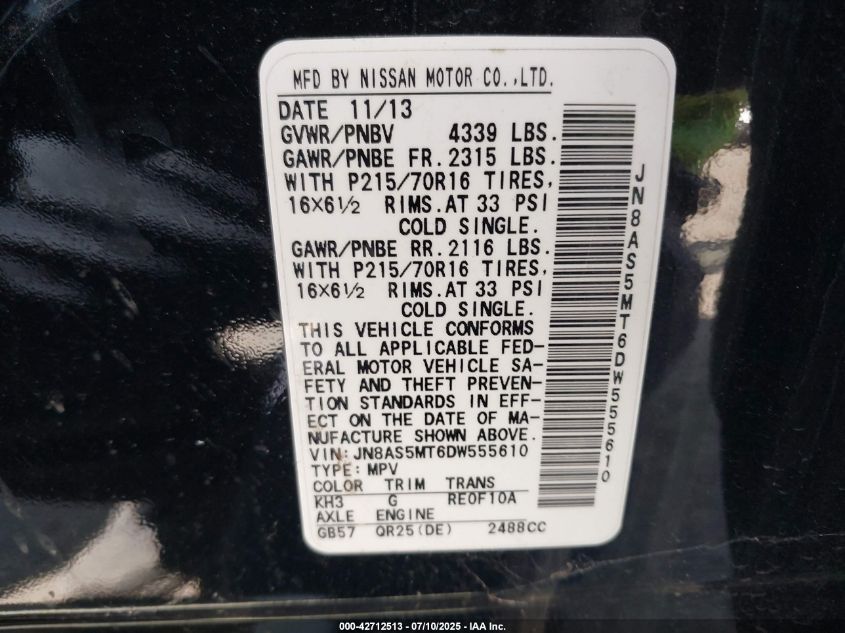 MFD BY NISSAN MOTOR CO.,LTD.
DATE 11/13
GVWR/PNBV 4339 LBS.
GAWR/PNBE FR.2315 LBS.
WITH P215/70R16 TIRES,
16X6½ RIMS.AT 33 PSI
COLD SINGLE.
GAWR/PNBE RR.2116 LBS.
WITH P215/70R16 TIRES,
16X6½ RIMS.AT 33 PSI
COLD SINGLE.
THIS VEHICLE CONFORMS
TO ALL APPLICABLE FED-
ERAL MOTOR VEHICLE SA-
FETY AND THEFT PREVEN-
TION STANDARDS IN EFF-
ECT ON THE DATE OF MA-
NUFACTURE SHOWN ABOVE.
VIN:JN8AS5MT6DW555610
TYPE:MPV
COLOR TRIM TRANS
KH3 G RE0F10A
AXLE ENGINE
GB57 QR25(DE) 2488CC
JN8AS5MT6DW555610
000-42712513 - 07/10/2025 - IAA Inc.